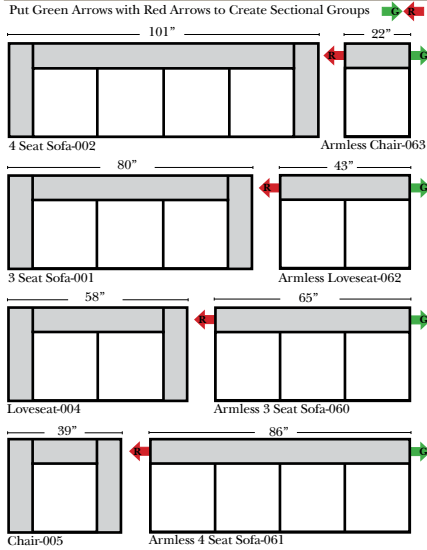 Put Green Arrows with Red Arrows to Create Sectional Groups G R
101” 22”
R G
4 Seat Sofa-002 Armless Chair-063
80” 43”
R G
3 Seat Sofa-001 Armless Loveseat-062
58” 65”
R G
Loveseat-004 Armless 3 Seat Sofa-060
39” 86”
R G
Chair-005 Armless 4 Seat Sofa-061